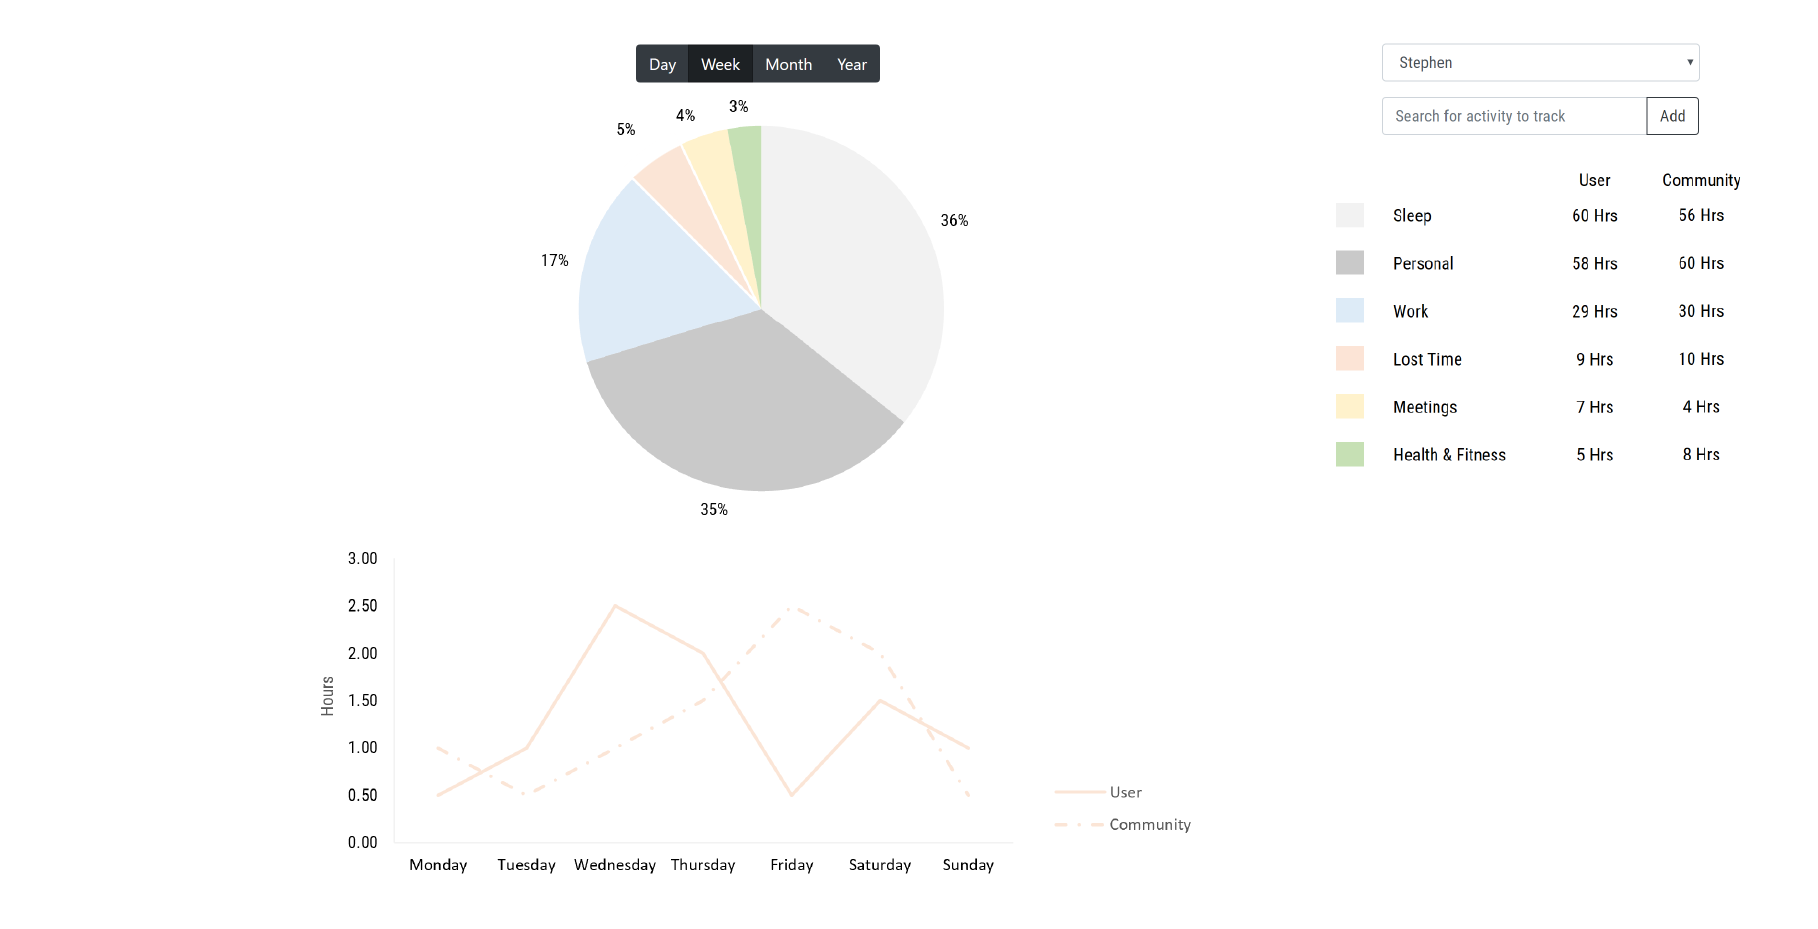 Day Week Month Year
3%
4%
5%
36%
17%
35%
Stephen
Search for activity to track Add
User Community
Sleep 60 Hrs 56 Hrs
Personal 58 Hrs 60 Hrs
Work 29 Hrs 30 Hrs
Lost Time 9 Hrs 10 Hrs
Meetings 7 Hrs 4 Hrs
Health & Fitness 5 Hrs 8 Hrs
3.00
2.50
2.00
1.50
1.00
0.50
0.00
Hours
Monday Tuesday Wednesday Thursday Friday Saturday Sunday
User
Community